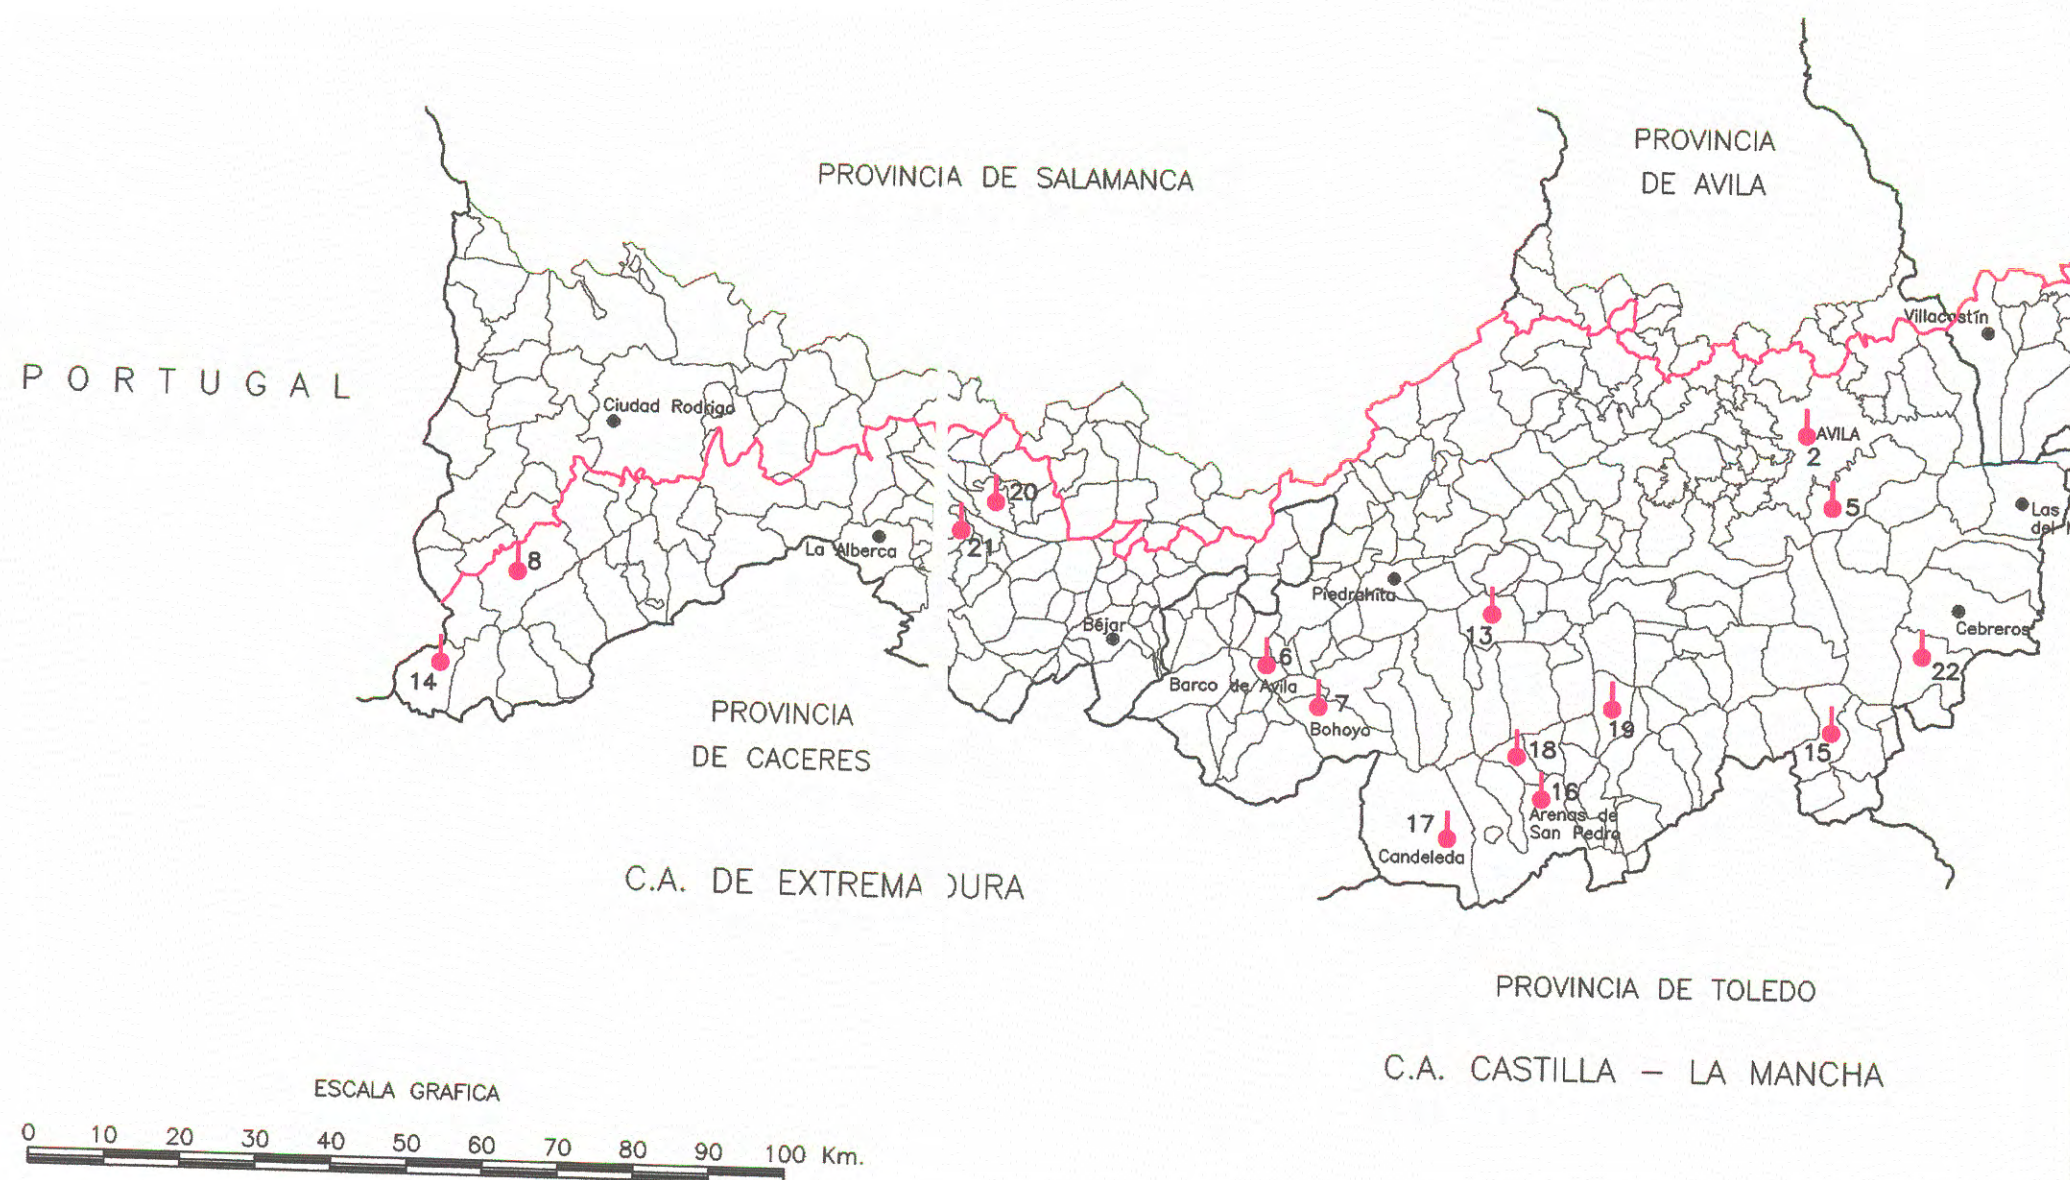 PROVINCIA
DE AVILA
PROVINCIA DE SALAMANCA
Villacastín
PORTUGAL
Ciudad Rodrigo
AVILA
2
20
5
Las
del
21
La Alberca
8
Piedrahita
13
Béjar
Cebreros
6
22
14
Barco de Avila
7
Bohoyo
19
PROVINCIA
DE CACERES
18
15
16
Arenas de
San Pedro
17
Candeleda
C.A. DE EXTREMADURA
PROVINCIA DE TOLEDO
C.A. CASTILLA – LA MANCHA
ESCALA GRAFICA
0 10 20 30 40 50 60 70 80 90 100 Km.